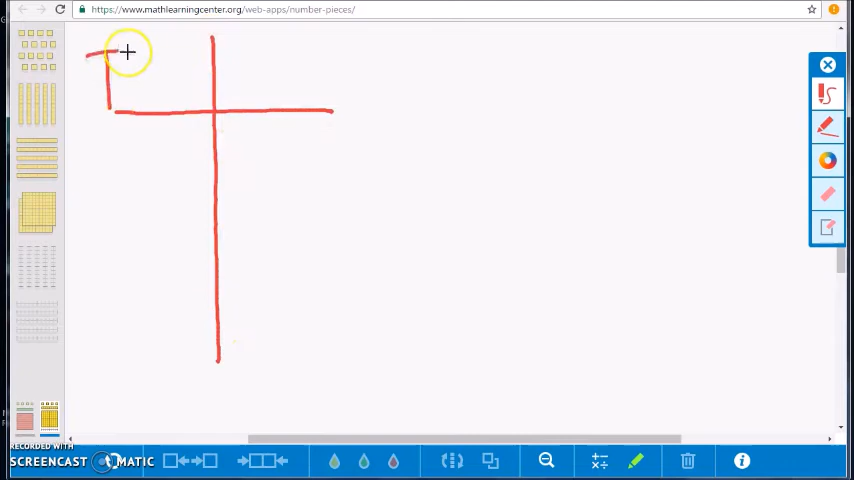 https://www.mathlearningcenter.org/web-apps/number-pieces/
T
RECORDED WITH
SCREENCAST MATIC